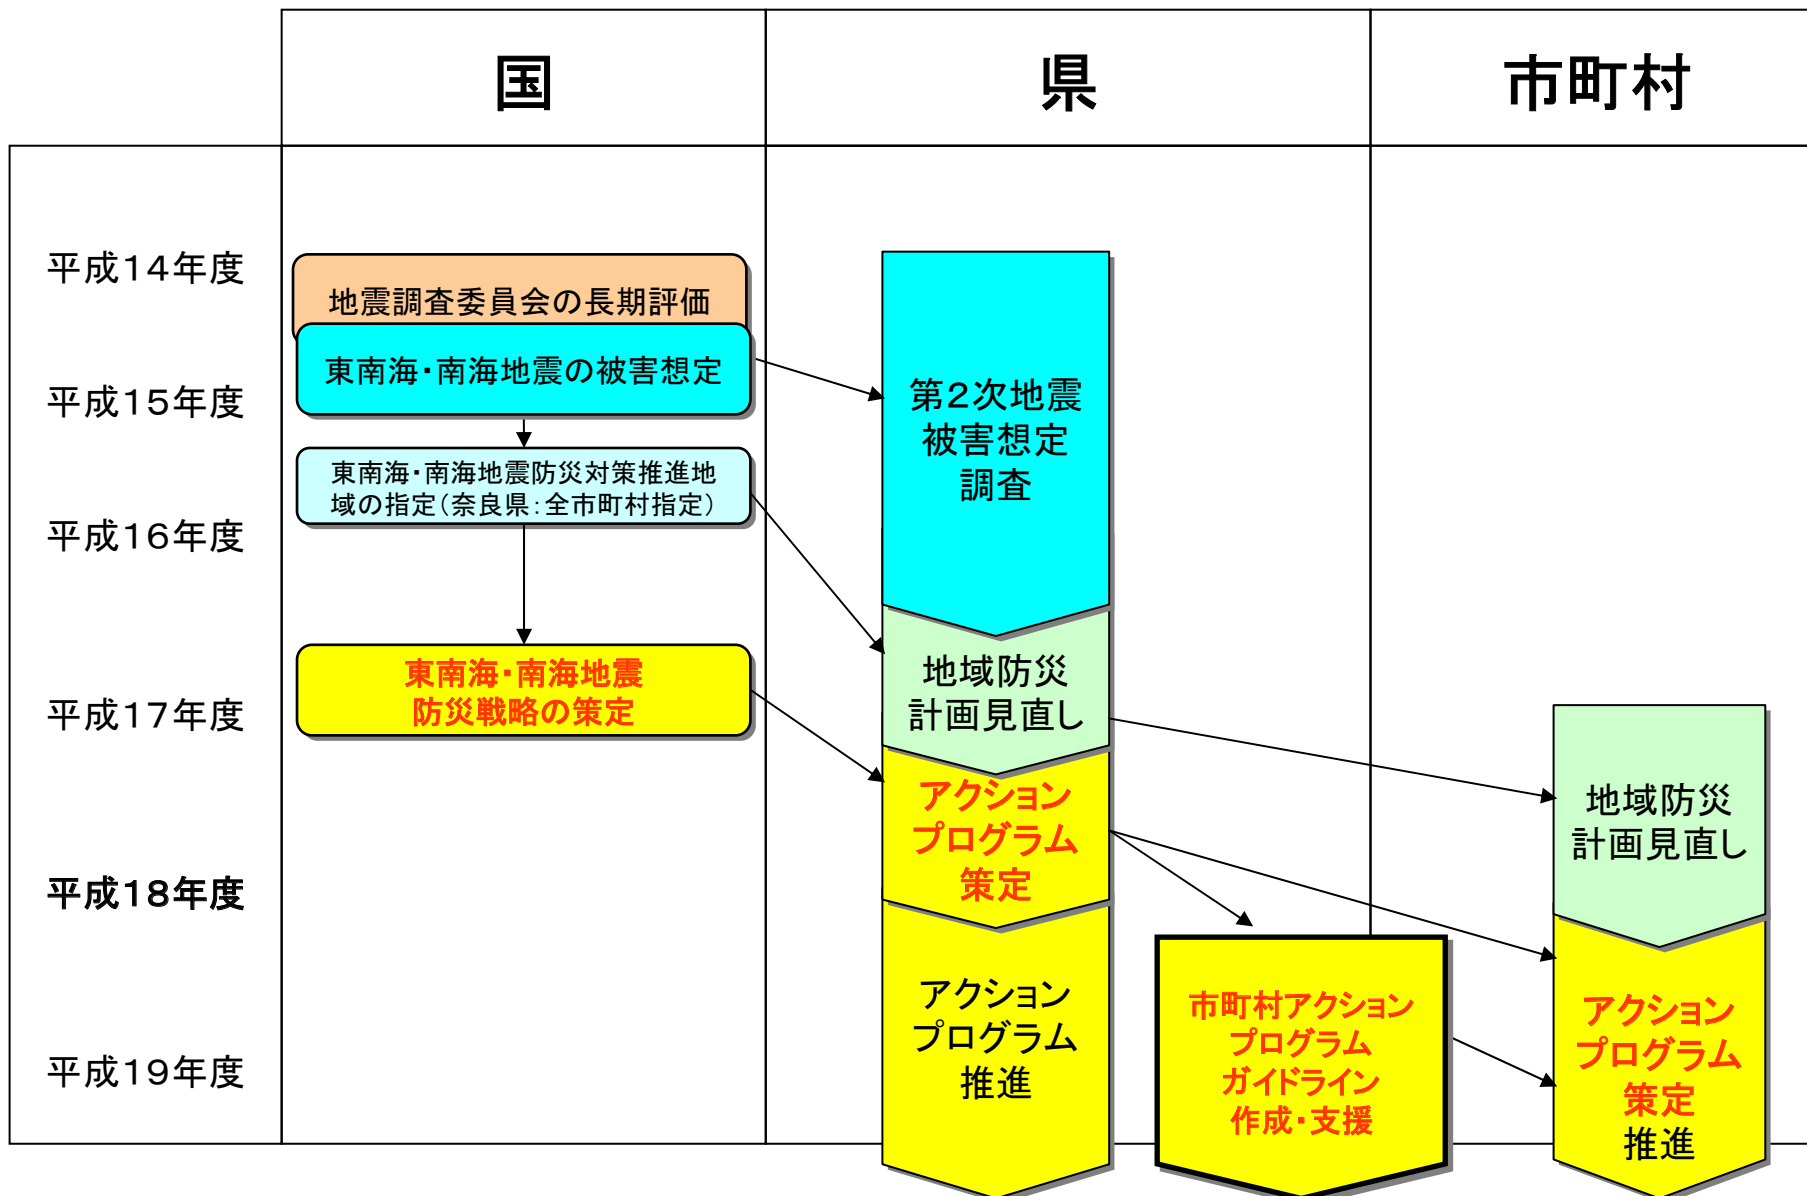 国
県
市町村
平成14年度
平成15年度
平成16年度
平成17年度
平成18年度
平成19年度
地震調査委員会の長期評価
東南海・南海地震の被害想定
東南海・南海地震防災対策推進地
域の指定(奈良県:全市町村指定)
東南海・南海地震
防災戦略の策定
第2次地震
被害想定
調査
地域防災
計画見直し
アクション
プログラム
策定
アクション
プログラム
推進
市町村アクション
プログラム
ガイドライン
作成・支援
地域防災
計画見直し
アクション
プログラム
策定
推進